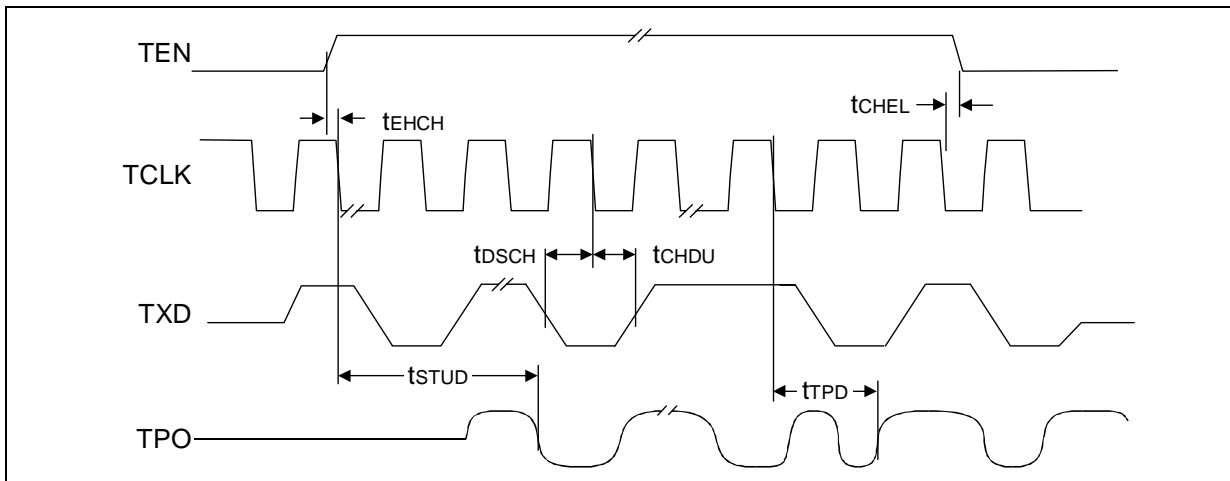 TEN
tCHEL
tEHCH
TCLK
tDSCH
tCHDU
TXD
tSTUD
tTPD
TPO